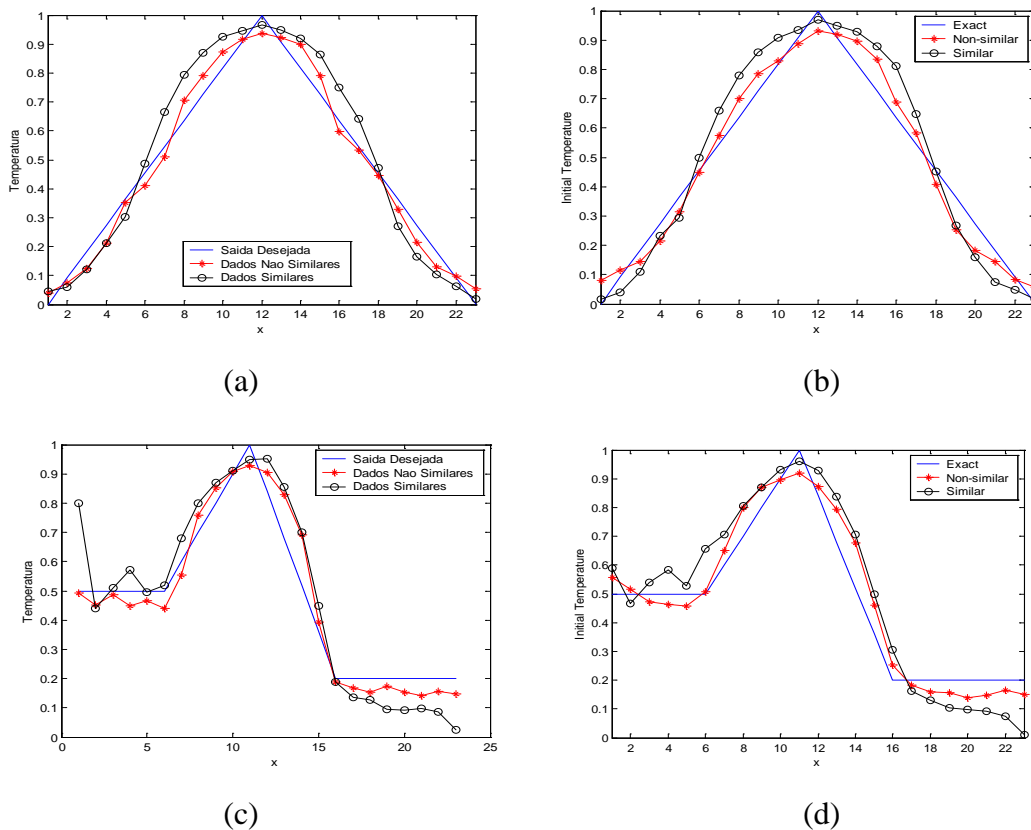 1
0.9
0.8
0.7
0.6
0.5
0.4
0.3
0.2
0.1
0
Temperatura
2 4 6 8 10 12 14 16 18 20 22
x
Saida Desejada
Dados Nao Similares
Dados Similares
(a)
1
0.9
0.8
0.7
0.6
0.5
0.4
0.3
0.2
0.1
0
Initial Temperature
2 4 6 8 10 12 14 16 18 20 22
x
Exact
Non-similar
Similar
(b)
1
0.9
0.8
0.7
0.6
0.5
0.4
0.3
0.2
0.1
0
Temperatura
0 5 10 15 20 25
x
Saida Desejada
Dados Nao Similares
Dados Similares
(c)
1
0.9
0.8
0.7
0.6
0.5
0.4
0.3
0.2
0.1
0
Initial Temperature
2 4 6 8 10 12 14 16 18 20 22
x
Exact
Non-similar
Similar
(d)